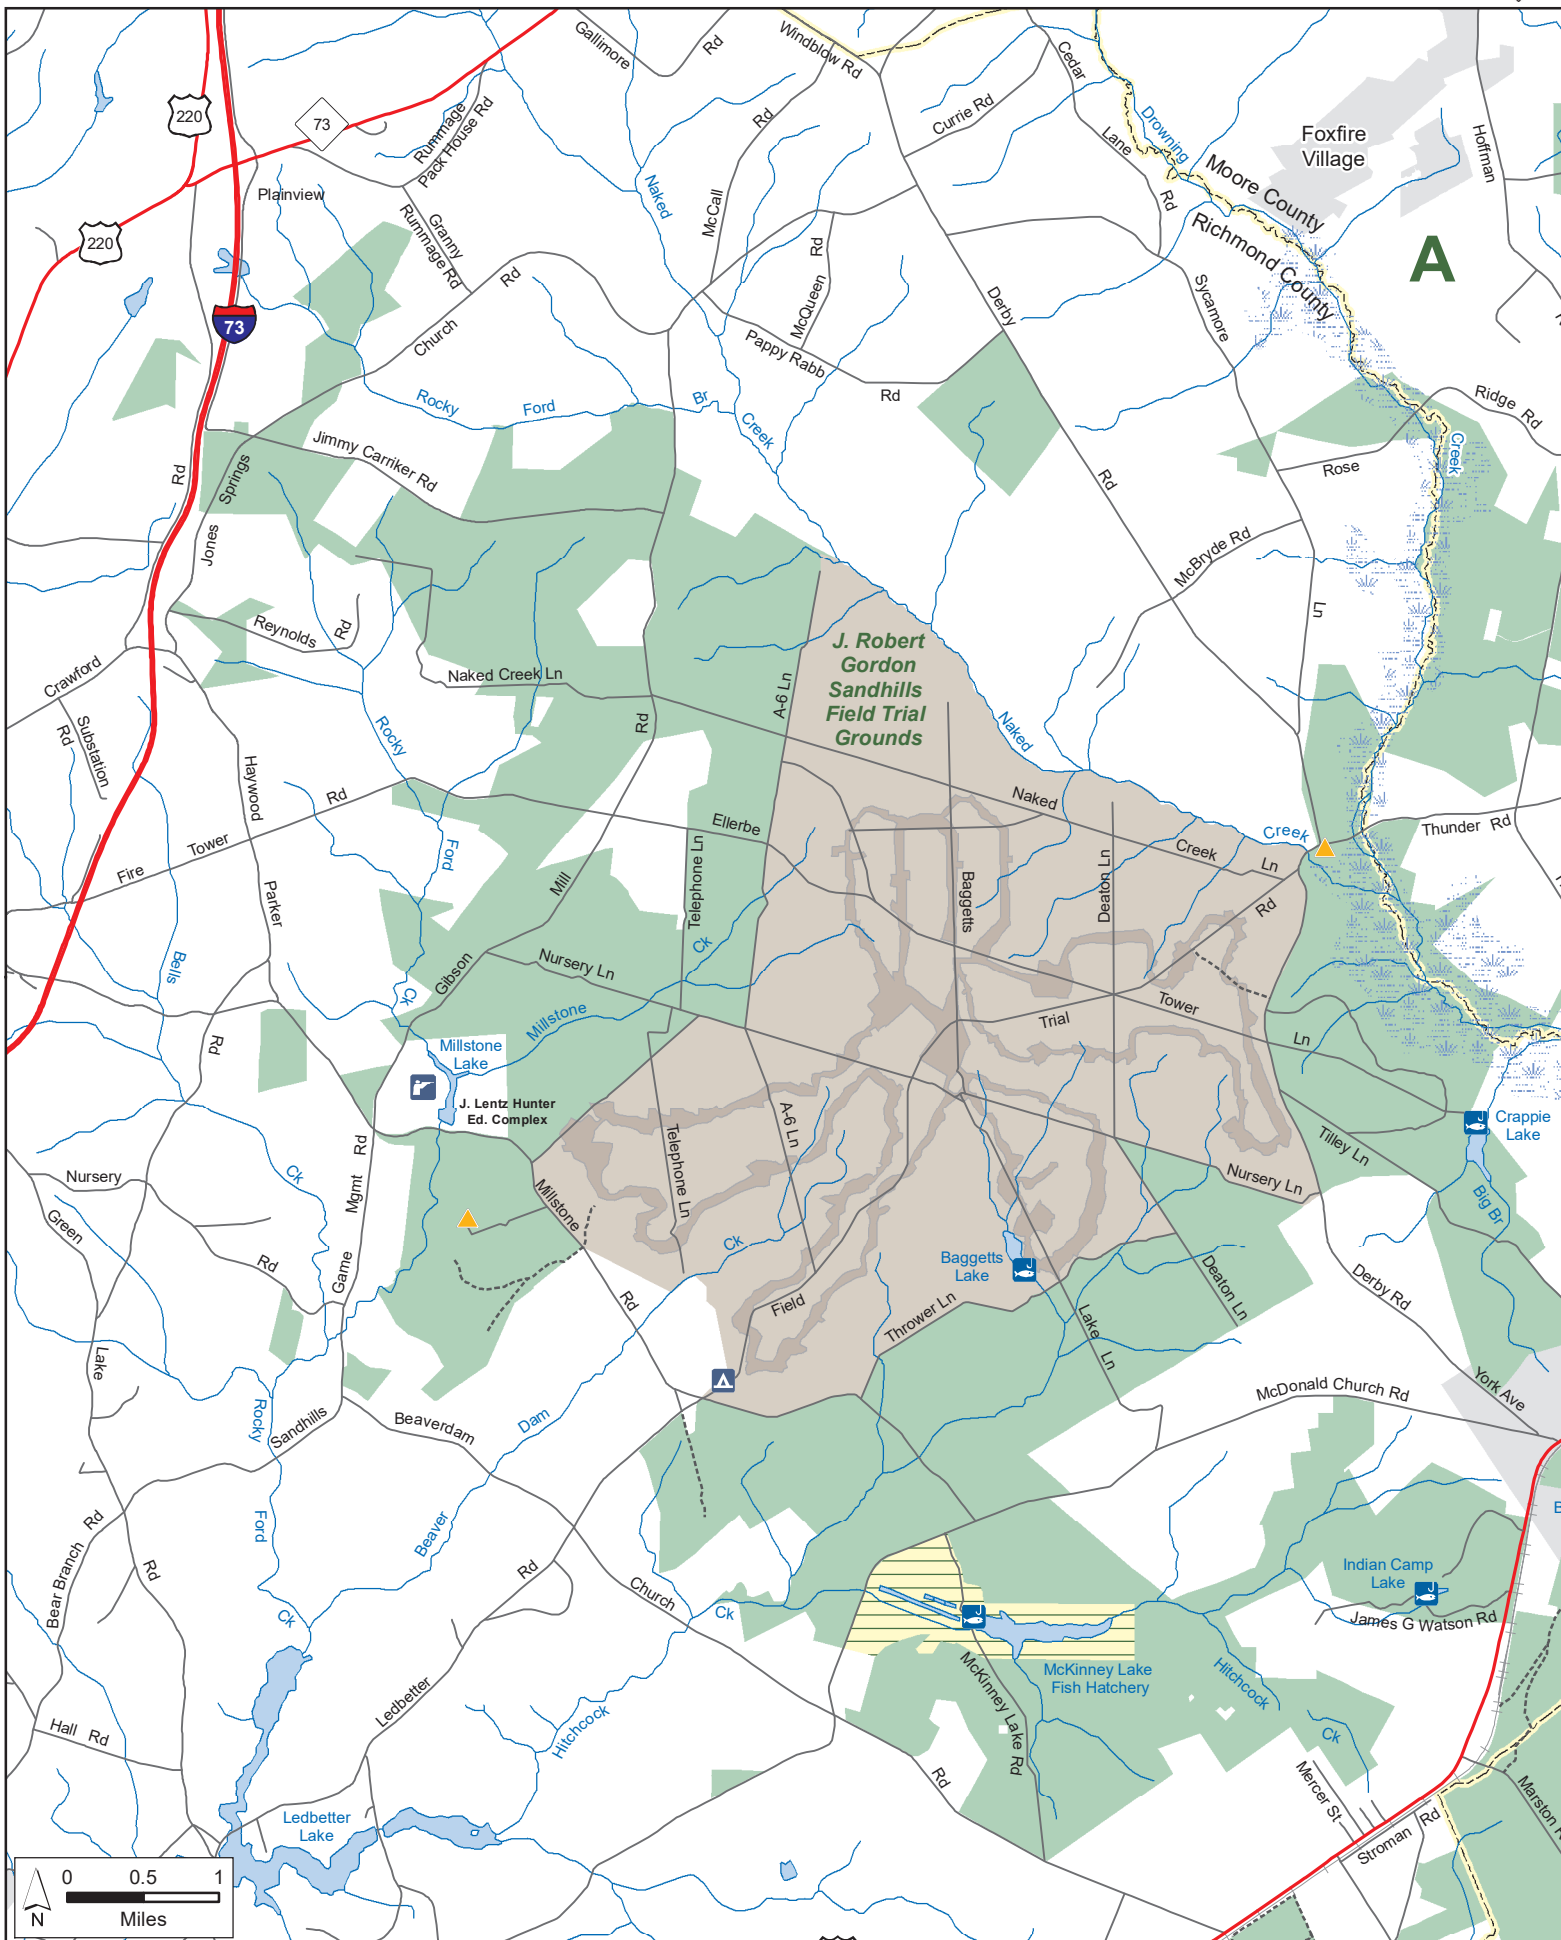 Gallimore
Rd
Windblow Rd
Cedar
Lane
Rd
Currie Rd
Drowning
Foxfire
Village
Hoffman
220
73
Rummage
Pack House Rd
Rd
Moore County
Plainview
Naked
McCall
Richmond County
A
220
Granny
Rummage Rd
Rd
McQueen
Derby
Sycamore
73
Church
Pappy Rabb
Rd
Ridge Rd
Rocky
Ford
Br
Creek
Creek
Jimmy Carriker Rd
Rd
Springs
Rd
Rose
Jones
McBryde Rd
Ln
Reynolds
Rd
J. Robert
Gordon
Sandhills
Field Trial
Grounds
Crawford
Naked Creek Ln
A-6 Ln
Rd
Substation
Rd
Rocky
Naked
Haywood
Rd
Tower
Fire
Ellerbe
Naked
Creek
Ln
Creek
Thunder Rd
Ford
Telephone Ln
Mill
Parker
Baggetts
Deaton Ln
Rd
Bells
Gibson
Nursery Ln
Ck
Ck
Millstone
Tower
Trial
Ln
Rd
Millstone
Lake
J. Lentz Hunter
Ed. Complex
A-6 Ln
Crappie
Lake
Telephone Ln
Tilley Ln
Rd
Mgmt
Nursery
Ck
Millstone
Nursery Ln
Big Br
Green
Rd
Game
Ck
Baggetts
Lake
Deaton Ln
Derby Rd
Rd
Field
Thrower Ln
Lake
Ln
Lake
York Ave
McDonald Church Rd
Rocky
Sandhills
Beaverdam
Dam
Beaver
Ford
Rd
Bear Branch
Rd
Rd
Indian Camp
Lake
James G Watson Rd
Church
Ck
Ck
McKinney Lake
Fish Hatchery
McKinney Lake Rd
Hitchcock
Ck
Ledbetter
Hall Rd
Hitchcock
Rd
Mercer St
Marston
Stroman Rd
Ledbetter
Lake
0 0.5 1
Miles
N